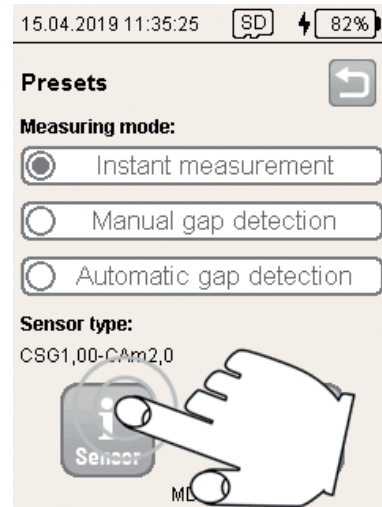 15.04.2019 11:35:25 SD 82%
Presets
Measuring mode:
Instant measurement
Manual gap detection
Automatic gap detection
Sensor type:
CSG1,00-CAm2,0
i
Sensor